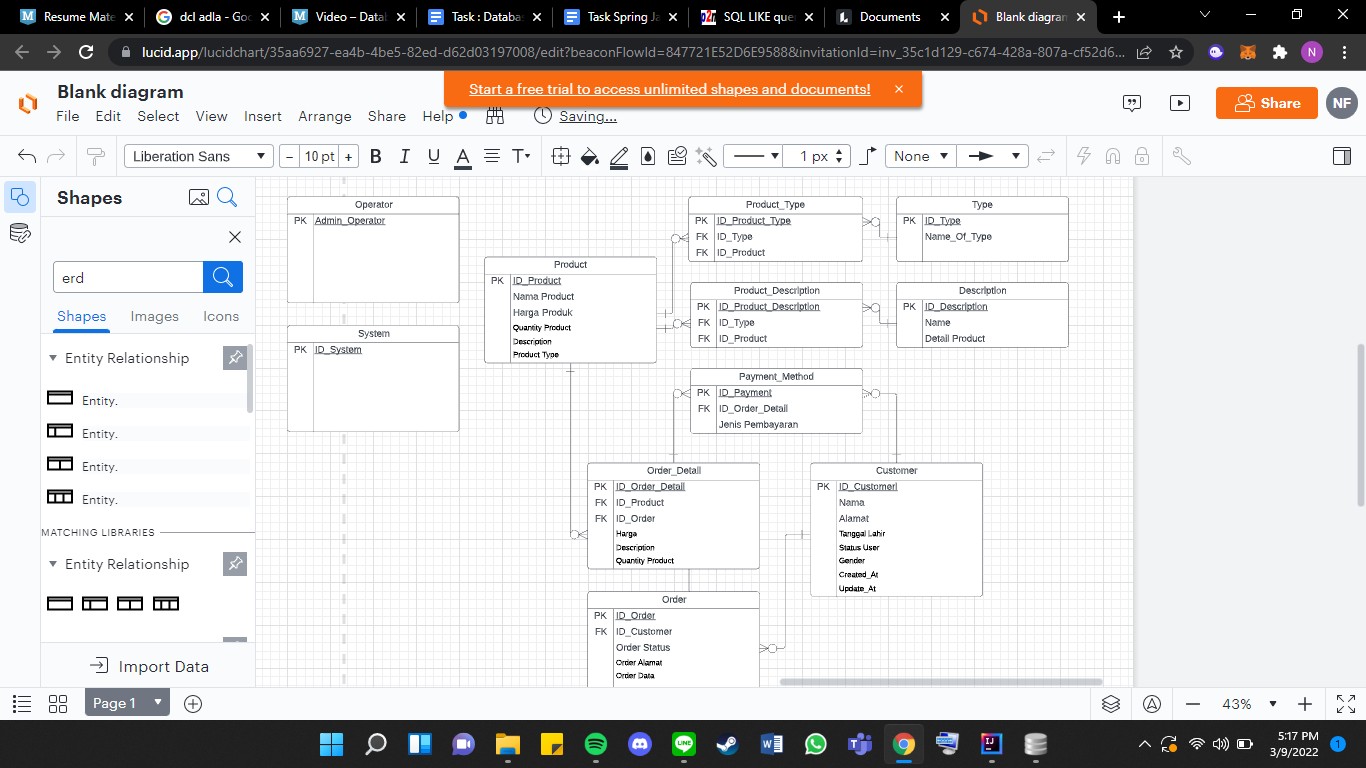 Resume Mate
dcl adla - Goo
Video – Datab
Task : Databa
Task Spring Ja
SQL LIKE que
Documents
Blank diagram
lucid.app/lucidchart/35aa6927-ea4b-4be5-82ed-d62d03197008/edit?beaconFlowId=847721E52D6E9588&invitationId=inv_35c1d129-c674-428a-807a-cf52d6...
N
Blank diagram
Start a free trial to access unlimited shapes and documents!
File Edit Select View Insert Arrange Share Help
Saving...
Share
NF
Liberation Sans
10 pt
B I U A T
1 px
None
Shapes
erd
Shapes Images Icons
Entity Relationship
Entity.
Entity.
Entity.
Entity.
MATCHING LIBRARIES
Entity Relationship
Import Data
Operator
PK Admin_Operator
System
PK ID_System
Product
PK ID_Product
Nama Product
Harga Produk
Quantity Product
Description
Product Type
Product_Type
PK ID_Product_Type
FK ID_Type
FK ID_Product
Type
PK ID_Type
Name_Of_Type
Product_Description
PK ID_Product_Description
FK ID_Type
FK ID_Product
Description
PK ID_Description
Name
Detail Product
Payment_Method
PK ID_Payment
FK ID_Order_Detail
Jenis Pembayaran
Order_Detail
PK ID_Order_Detail
FK ID_Product
FK ID_Order
Harga
Description
Quantity Product
Customer
PK ID_Customerl
Nama
Alamat
Tanggal Lahir
Status User
Gender
Created_At
Update_At
Order
PK ID_Order
FK ID_Customer
Order Status
Order Alamat
Order Data
Page 1
43%
5:17 PM
3/9/2022
1